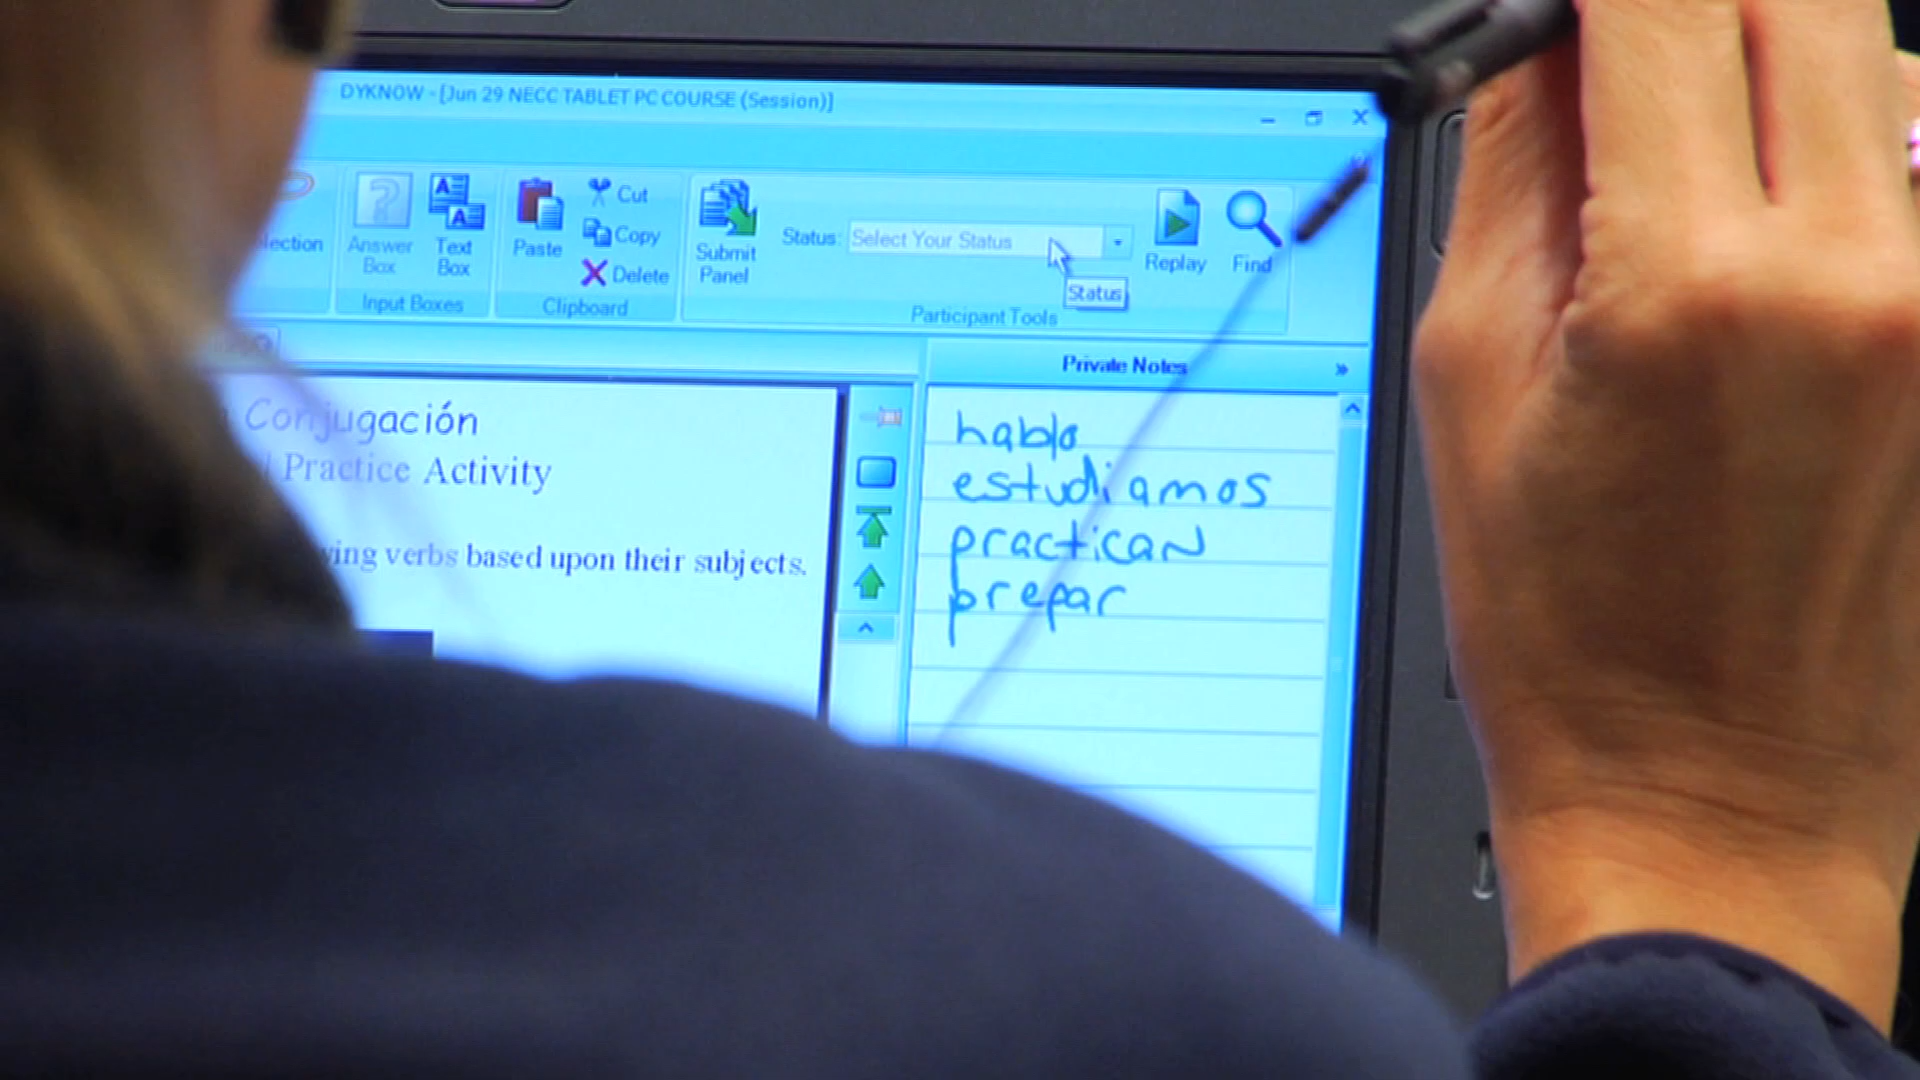 DYKNOW - [Jun 29 NECC TABLET PC COURSE (Session)]
Answer Box
Text Box
Input Boxes
Paste
Cut
Copy
Delete
Clipboard
Submit Panel
Status: Select Your Status
Status
Replay
Find
Participant Tools
Private Notes
Conjugación
Practice Activity
verbs based upon their subjects.
hablo
estudiamos
practican
prepar